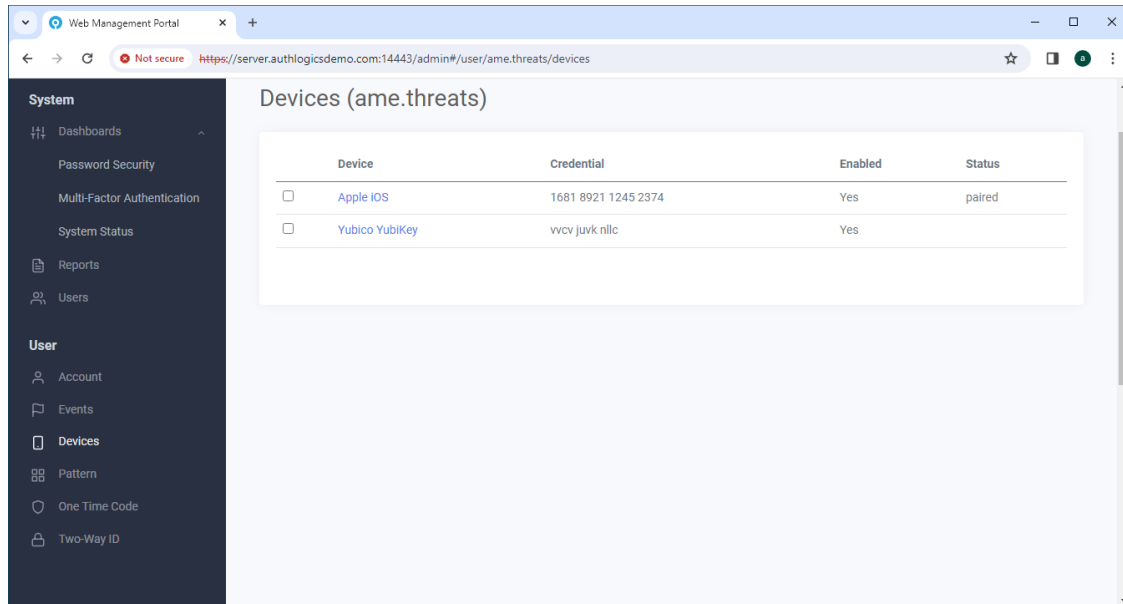 Web Management Portal
Not secure https://server.authlogicsdemo.com:14443/admin#/user/ame.threats/devices
a
System
Dashboards
Password Security
Multi-Factor Authentication
System Status
Reports
Users
User
Account
Events
Devices
Pattern
One Time Code
Two-Way ID
Devices (ame.threats)
Device Credential Enabled Status
Apple iOS 1681 8921 1245 2374 Yes paired
Yubico YubiKey vvcv juvk nllc Yes